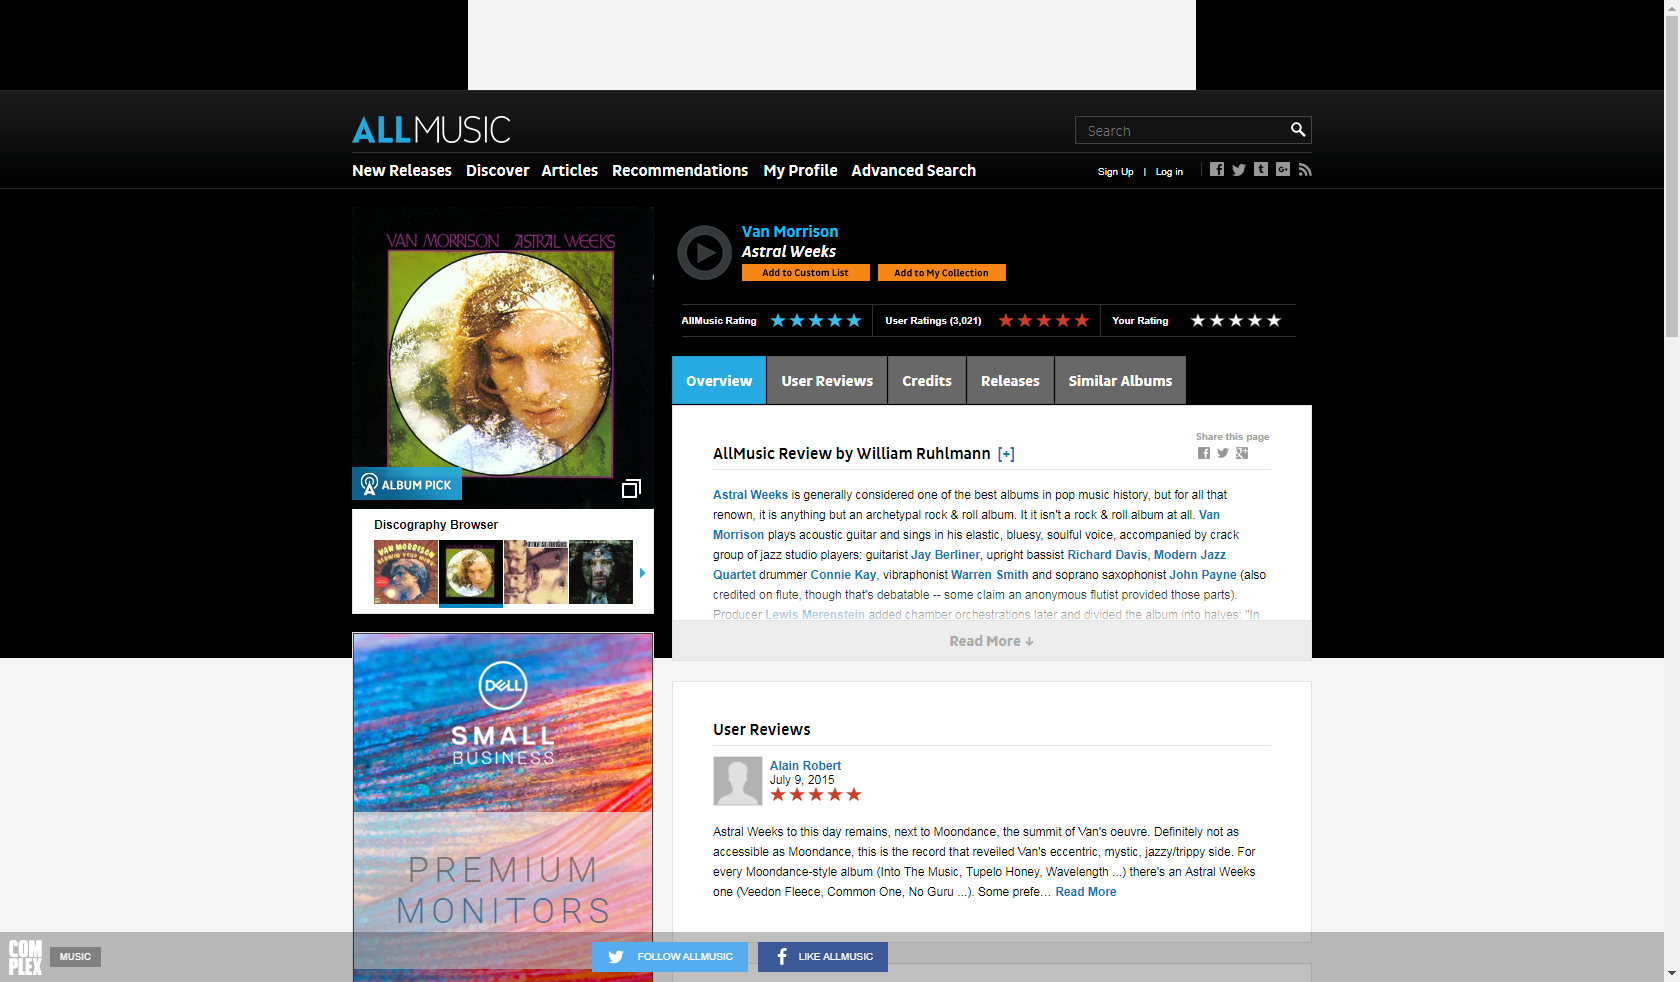 ALLMUSIC
Search
New Releases Discover Articles Recommendations My Profile Advanced Search
Sign Up | Log in
VAN MORRISON ASTRAL WEEKS
ALBUM PICK
Van Morrison
Astral Weeks
Add to Custom List Add to My Collection
AllMusic Rating User Ratings (3,021) Your Rating
Overview User Reviews Credits Releases Similar Albums
Share this page
AllMusic Review by William Ruhlmann [+]
Astral Weeks is generally considered one of the best albums in pop music history, but for all that
renown, it is anything but an archetypal rock & roll album. It it isn't a rock & roll album at all. Van
Morrison plays acoustic guitar and sings in his elastic, bluesy, soulful voice, accompanied by crack
group of jazz studio players: guitarist Jay Berliner, upright bassist Richard Davis, Modern Jazz
Quartet drummer Connie Kay, vibraphonist Warren Smith and soprano saxophonist John Payne (also
credited on flute, though that's debatable -- some claim an anonymous flutist provided those parts).
Producer Lewis Merenstein added chamber orchestrations later and divided the album into halves: "In
Read More ↓
Discography Browser
VAN MORRISON
DELL
SMALL
BUSINESS
PREMIUM
MONITORS
User Reviews
Alain Robert
July 9, 2015
Astral Weeks to this day remains, next to Moondance, the summit of Van's oeuvre. Definitely not as
accessible as Moondance, this is the record that reveiled Van's eccentric, mystic, jazzy/trippy side. For
every Moondance-style album (Into The Music, Tupelo Honey, Wavelength ...) there's an Astral Weeks
one (Veedon Fleece, Common One, No Guru ...). Some prefe... Read More
COMPLEX
MUSIC
FOLLOW ALLMUSIC
LIKE ALLMUSIC